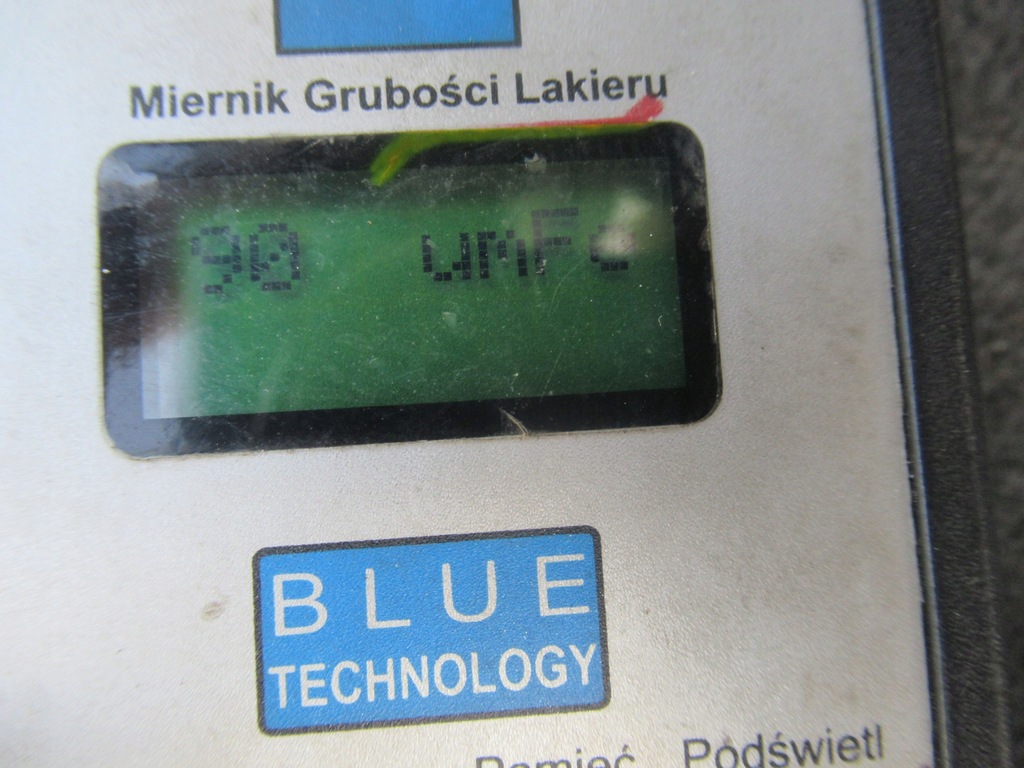 Miernik Grubości Lakieru
90 umFe
BLUE
TECHNOLOGY
Pamięć Podświetl